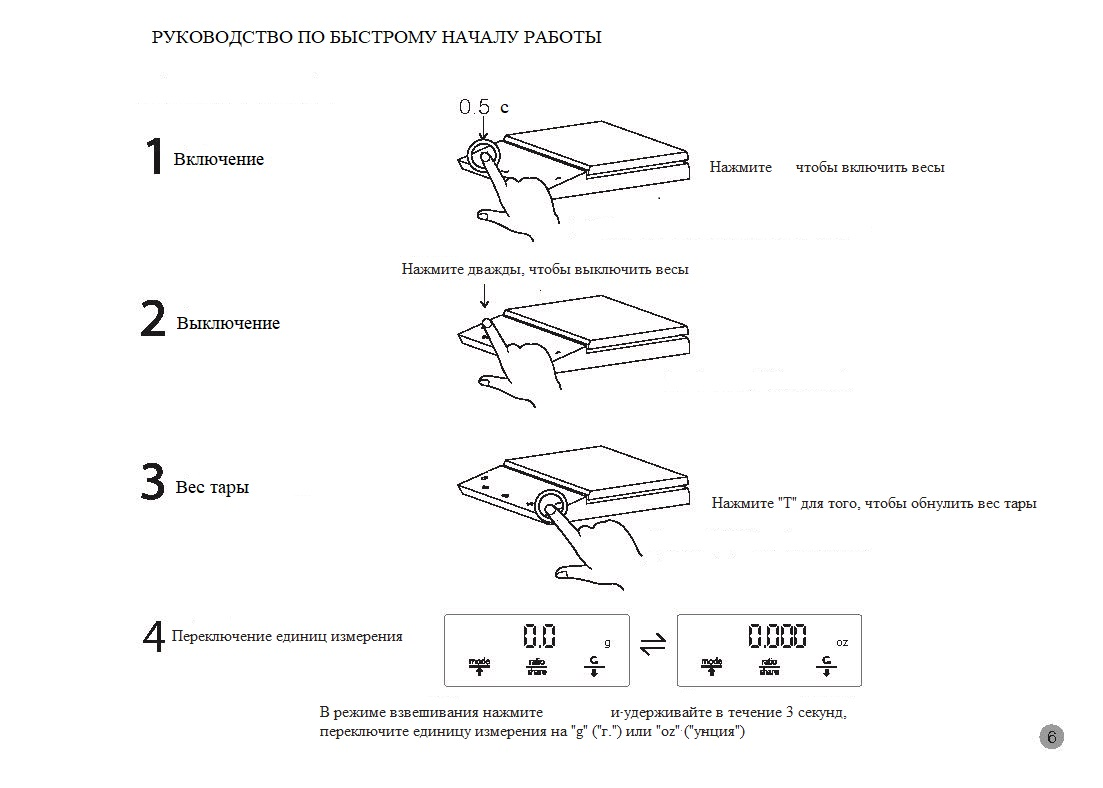 РУКОВОДСТВО ПО БЫСТРОМУ НАЧАЛУ РАБОТЫ
0.5 с
1 Включение
Нажмите чтобы включить весы
Нажмите дважды, чтобы выключить весы
2 Выключение
3 Вес тары
Нажмите "Т" для того, чтобы обнулить вес тары
4 Переключение единиц измерения
0.0 g
mode ratio share
0.000 oz
mode ratio share
В режиме взвешивания нажмите и удерживайте в течение 3 секунд,
переключите единицу измерения на "g" ("г.") или "oz" ("унция")
6